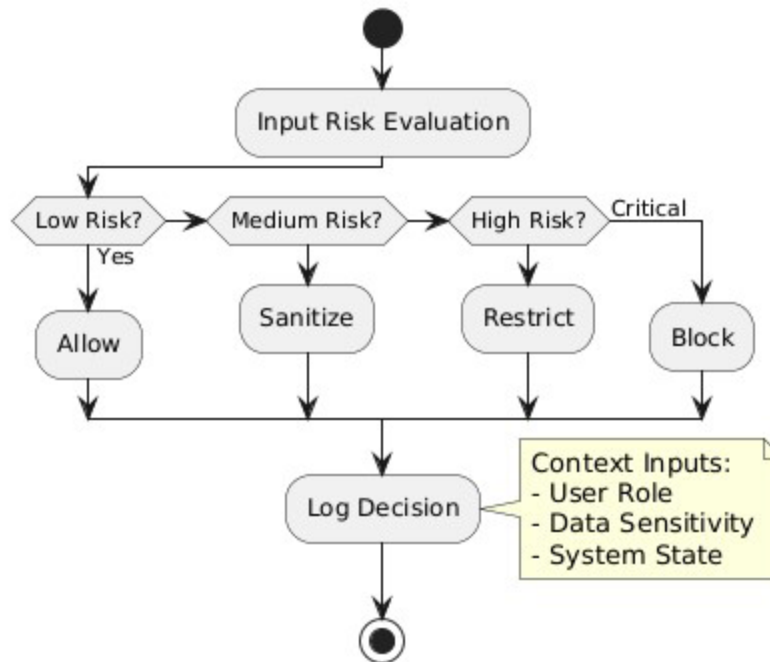 Input Risk Evaluation
Low Risk?
Medium Risk?
High Risk?
Critical
Yes
Allow
Sanitize
Restrict
Block
Log Decision
Context Inputs:
- User Role
- Data Sensitivity
- System State